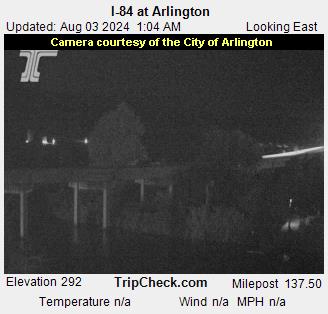 I-84 at Arlington
Updated: Aug 03 2024 1:04 AM Looking East
Camera courtesy of the City of Arlington
Elevation 292 TripCheck.com Milepost 137.50
Temperature n/a Wind n/a MPH n/a